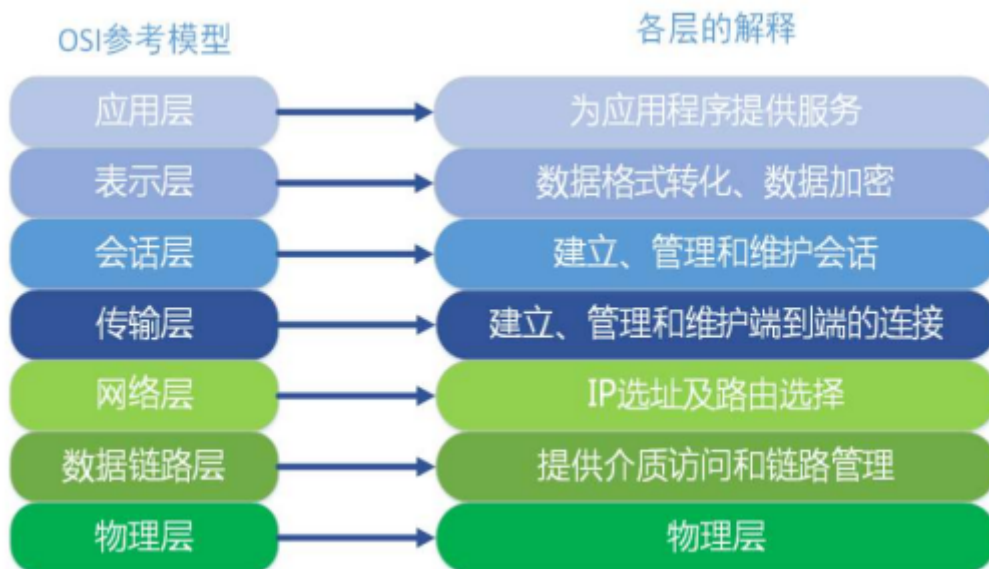 OSI参考模型
各层的解释
应用层
为应用程序提供服务
表示层
数据格式转化、数据加密
会话层
建立、管理和维护会话
传输层
建立、管理和维护端到端的连接
网络层
IP选址及路由选择
数据链路层
提供介质访问和链路管理
物理层
物理层